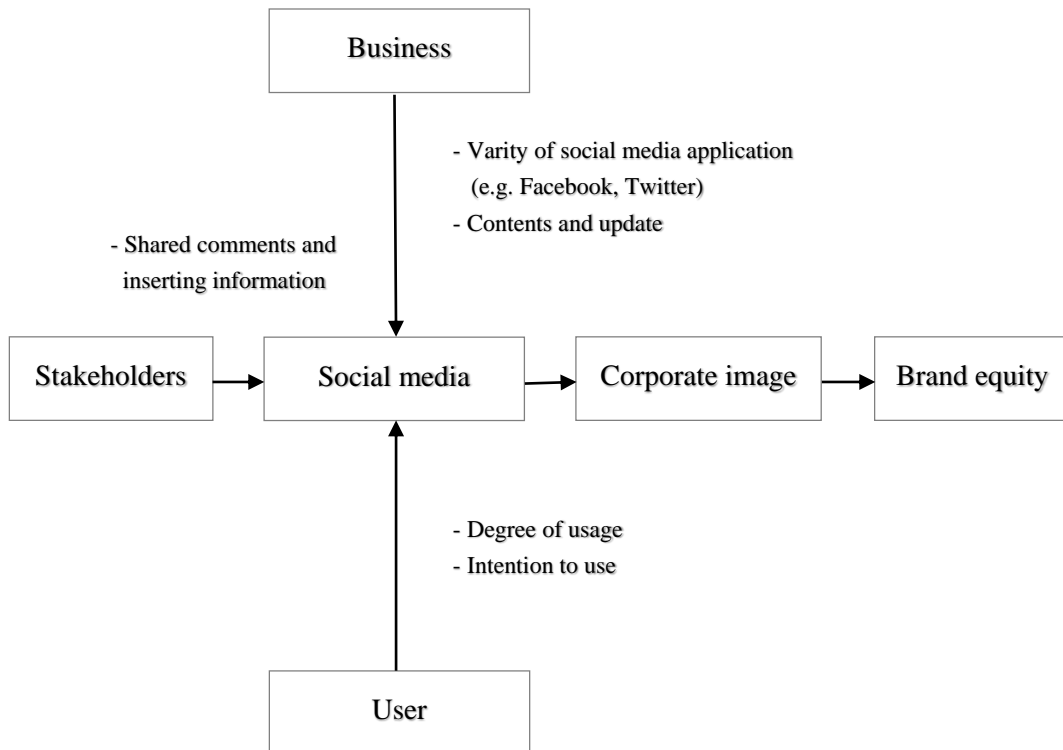 Business
- Varity of social media application
(e.g. Facebook, Twitter)
- Contents and update
- Shared comments and
inserting information
Stakeholders
Social media
Corporate image
Brand equity
- Degree of usage
- Intention to use
User